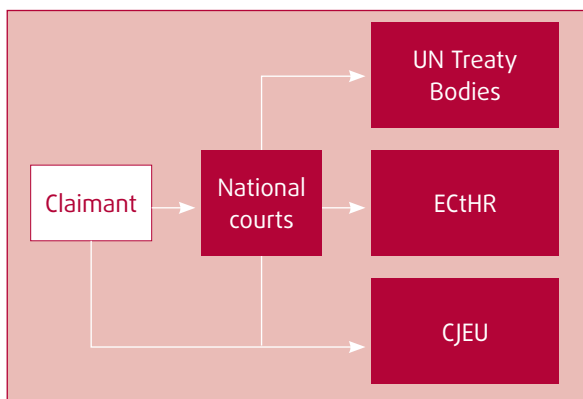 UN Treaty
Bodies
Claimant
National
courts
ECtHR
CJEU